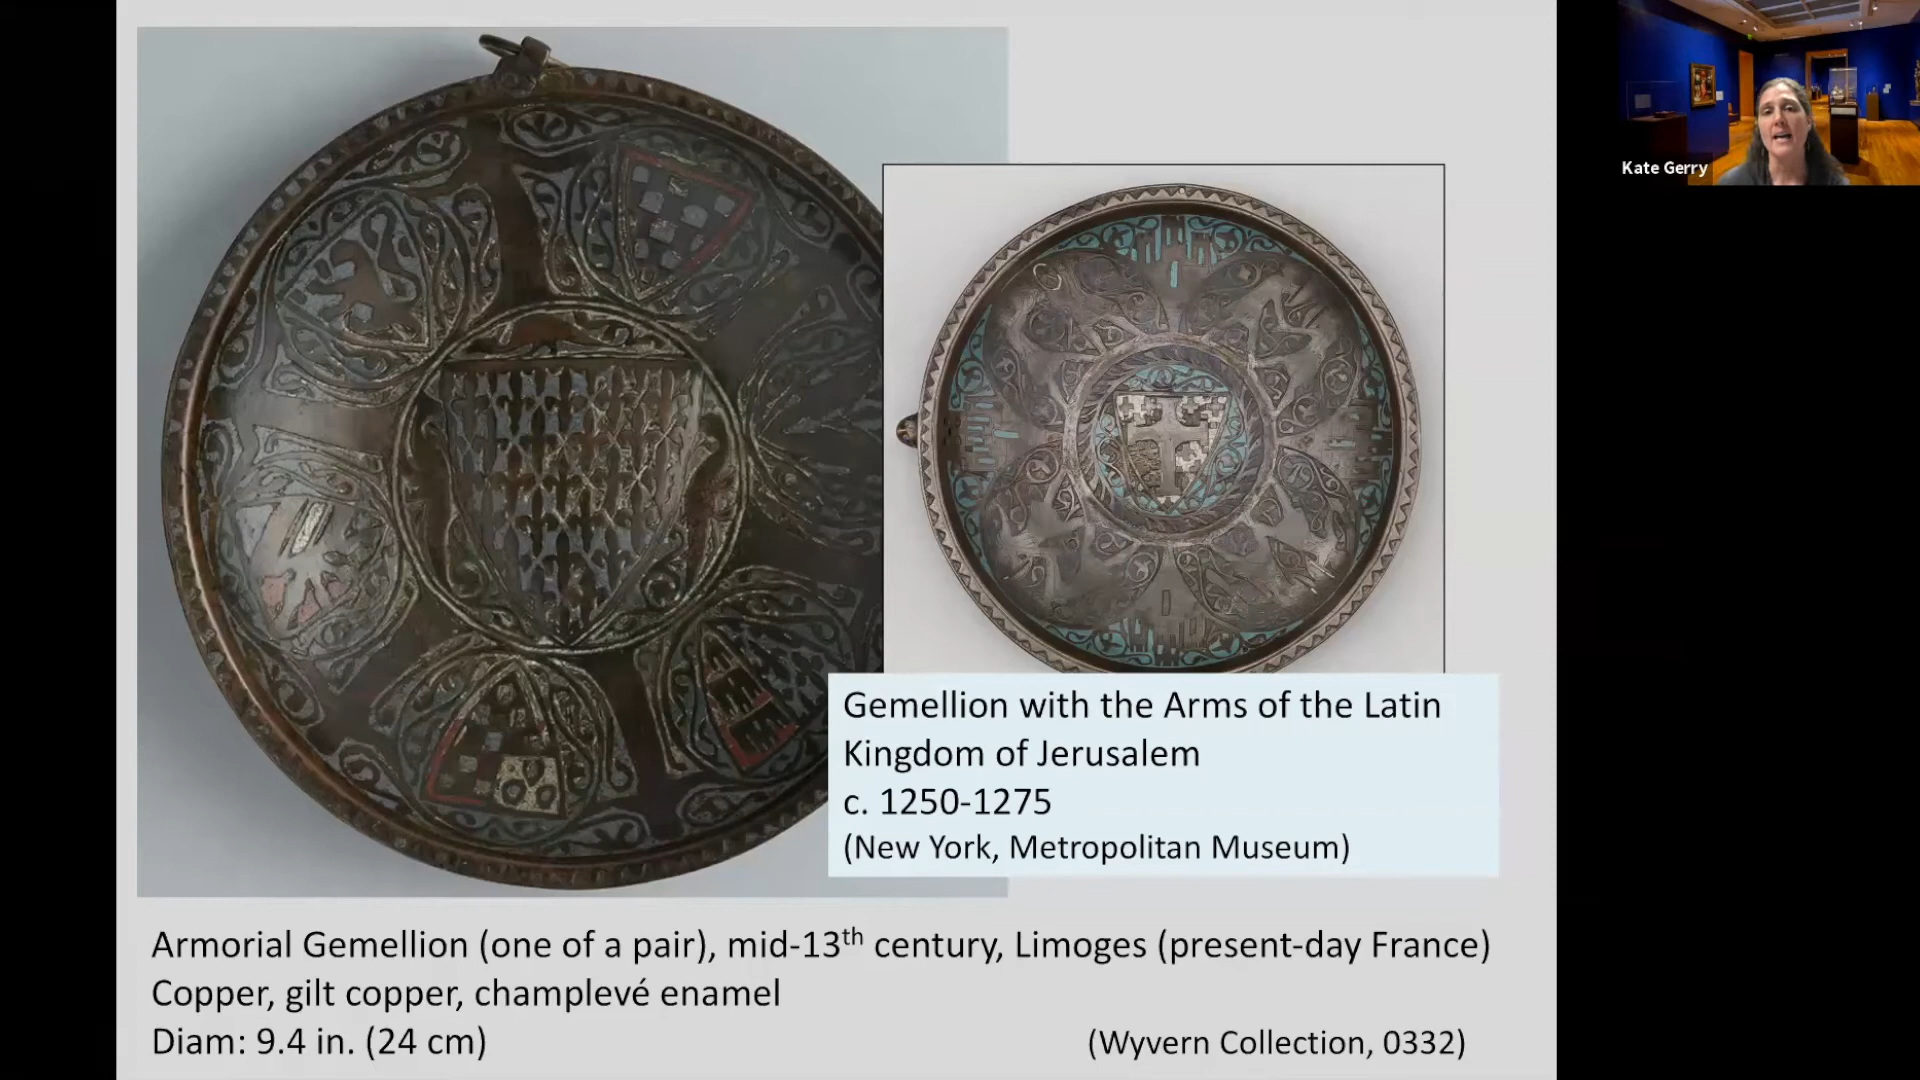 Kate Gerry
Gemellion with the Arms of the Latin
Kingdom of Jerusalem
c. 1250-1275
(New York, Metropolitan Museum)
Armorial Gemellion (one of a pair), mid-13th century, Limoges (present-day France)
Copper, gilt copper, champlevé enamel
Diam: 9.4 in. (24 cm)
(Wyvern Collection, 0332)